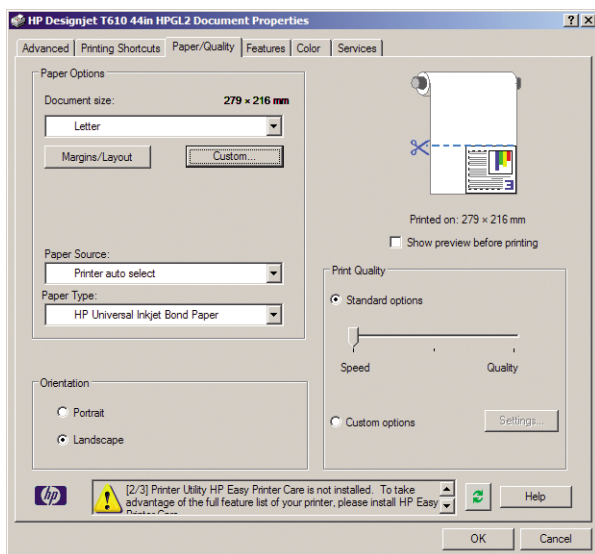 HP Designjet T610 44in HPGL2 Document Properties
Advanced Printing Shortcuts Paper/Quality Features Color Services
Paper Options
Document size: 279 × 216 mm
Letter
Margins/Layout Custom...
3
Printed on: 279 × 216 mm
Show preview before printing
Paper Source:
Printer auto select
Paper Type:
HP Universal Inkjet Bond Paper
Print Quality
Standard options
Speed Quality
Custom options Settings...
Orientation
Portrait
Landscape
hp
[2/3] Printer Utility HP Easy Printer Care is not installed. To take
advantage of the full feature list of your printer, please install HP Easy
Printer Care
Help
OK Cancel